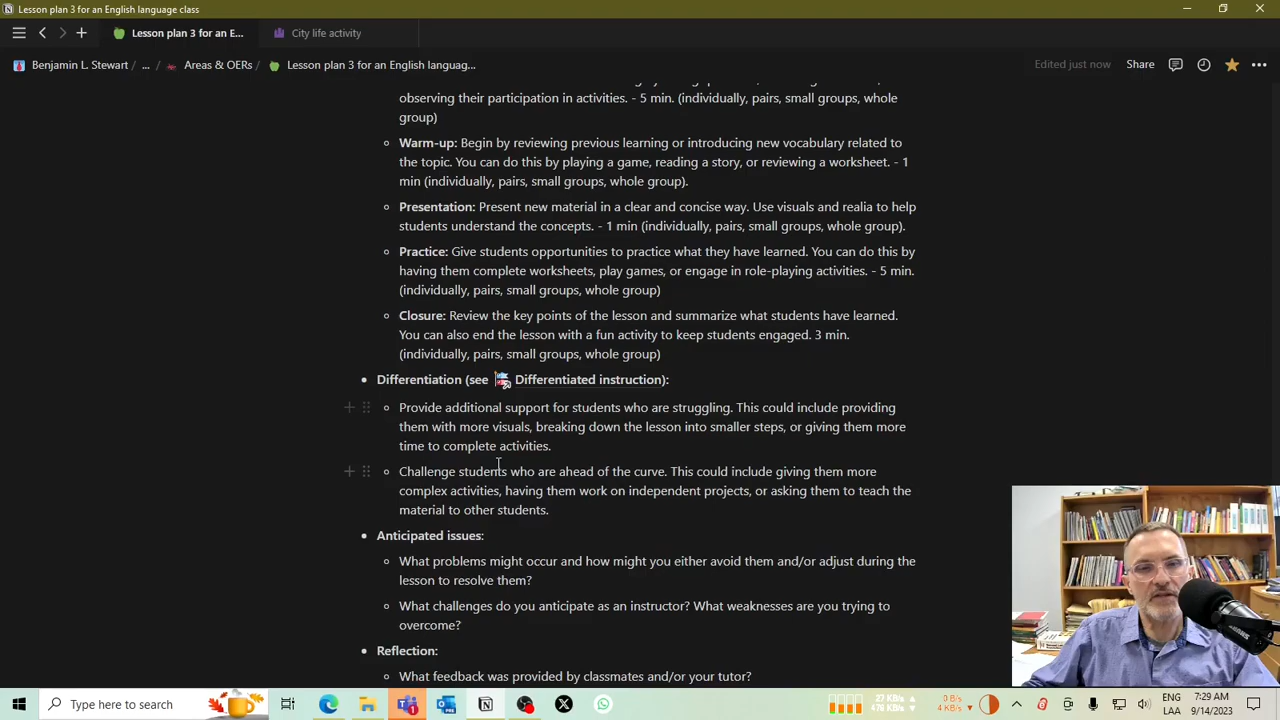 Lesson plan 3 for an English language class
Lesson plan 3 for an E...
City life activity
Benjamin L. Stewart / ... / Areas & OERs / Lesson plan 3 for an English languag...
Edited just now
Share
observing their participation in activities. - 5 min. (individually, pairs, small groups, whole
group)
Warm-up: Begin by reviewing previous learning or introducing new vocabulary related to
the topic. You can do this by playing a game, reading a story, or reviewing a worksheet. - 1
min (individually, pairs, small groups, whole group).
Presentation: Present new material in a clear and concise way. Use visuals and realia to help
students understand the concepts. - 1 min (individually, pairs, small groups, whole group).
Practice: Give students opportunities to practice what they have learned. You can do this by
having them complete worksheets, play games, or engage in role-playing activities. - 5 min.
(individually, pairs, small groups, whole group)
Closure: Review the key points of the lesson and summarize what students have learned.
You can also end the lesson with a fun activity to keep students engaged. 3 min.
(individually, pairs, small groups, whole group)
Differentiation (see Differentiated instruction):
Provide additional support for students who are struggling. This could include providing
them with more visuals, breaking down the lesson into smaller steps, or giving them more
time to complete activities.
Challenge students who are ahead of the curve. This could include giving them more
complex activities, having them work on independent projects, or asking them to teach the
material to other students.
Anticipated issues:
What problems might occur and how might you either avoid them and/or adjust during the
lesson to resolve them?
What challenges do you anticipate as an instructor? What weaknesses are you trying to
overcome?
Reflection:
What feedback was provided by classmates and/or your tutor?
Type here to search
27 KB/s
476 KB/s
0 B/s
4 KB/s
ENG
LAA
7:29 AM
9/14/2023